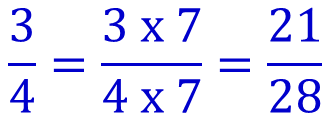 3/4 = 3 x 7/4 x 7 = 21/28